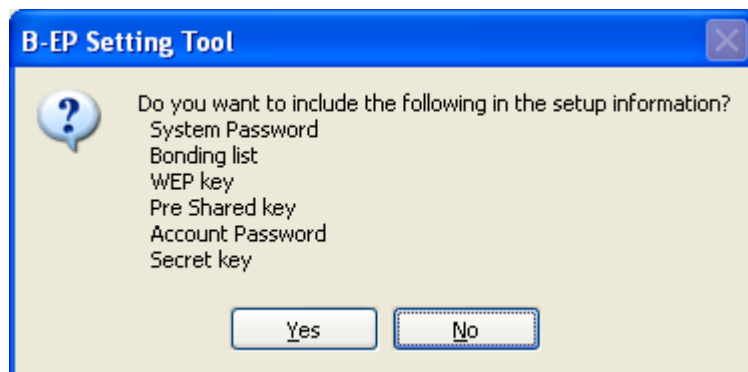 B-EP Setting Tool
Do you want to include the following in the setup information?
System Password
Bonding list
WEP key
Pre Shared key
Account Password
Secret key
Yes
No